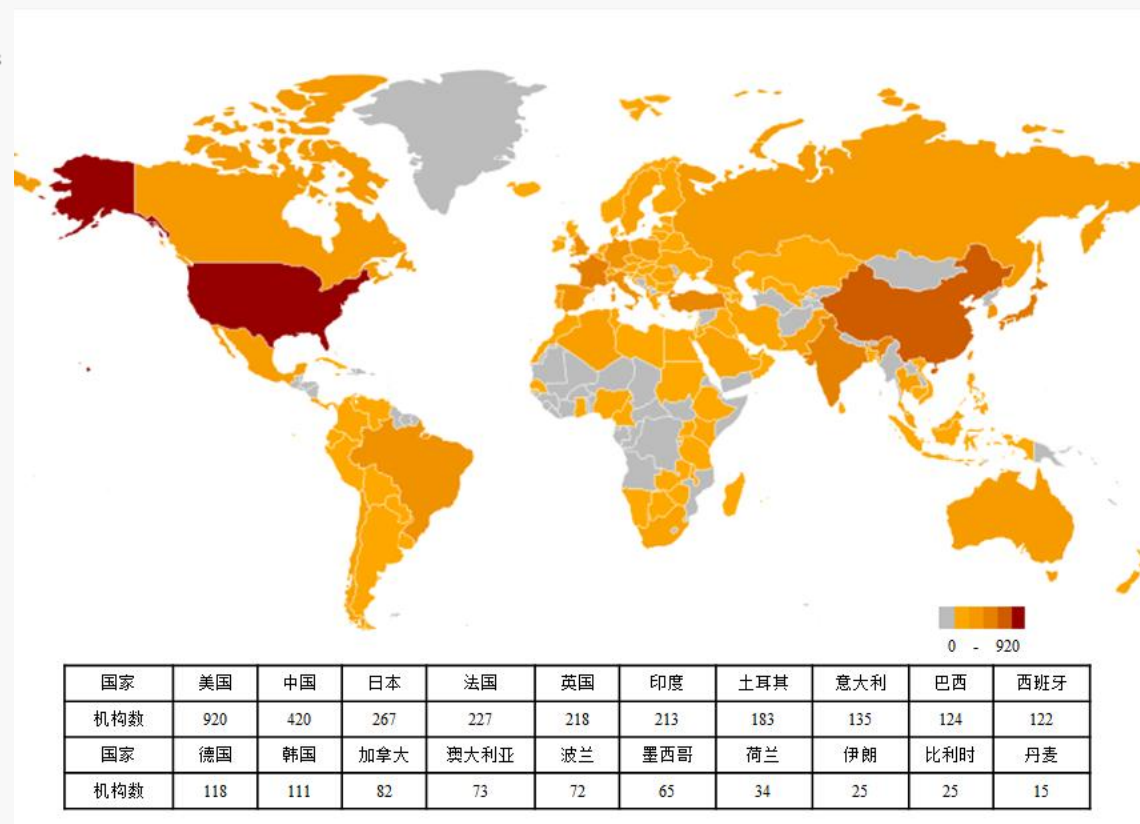 0 - 920
国家 美国 中国 日本 法国 英国 印度 土耳其 意大利 巴西 西班牙
机构数 920 420 267 227 218 213 183 135 124 122
国家 德国 韩国 加拿大 澳大利亚 波兰 墨西哥 荷兰 伊朗 比利时 丹麦
机构数 118 111 82 73 72 65 34 25 25 15